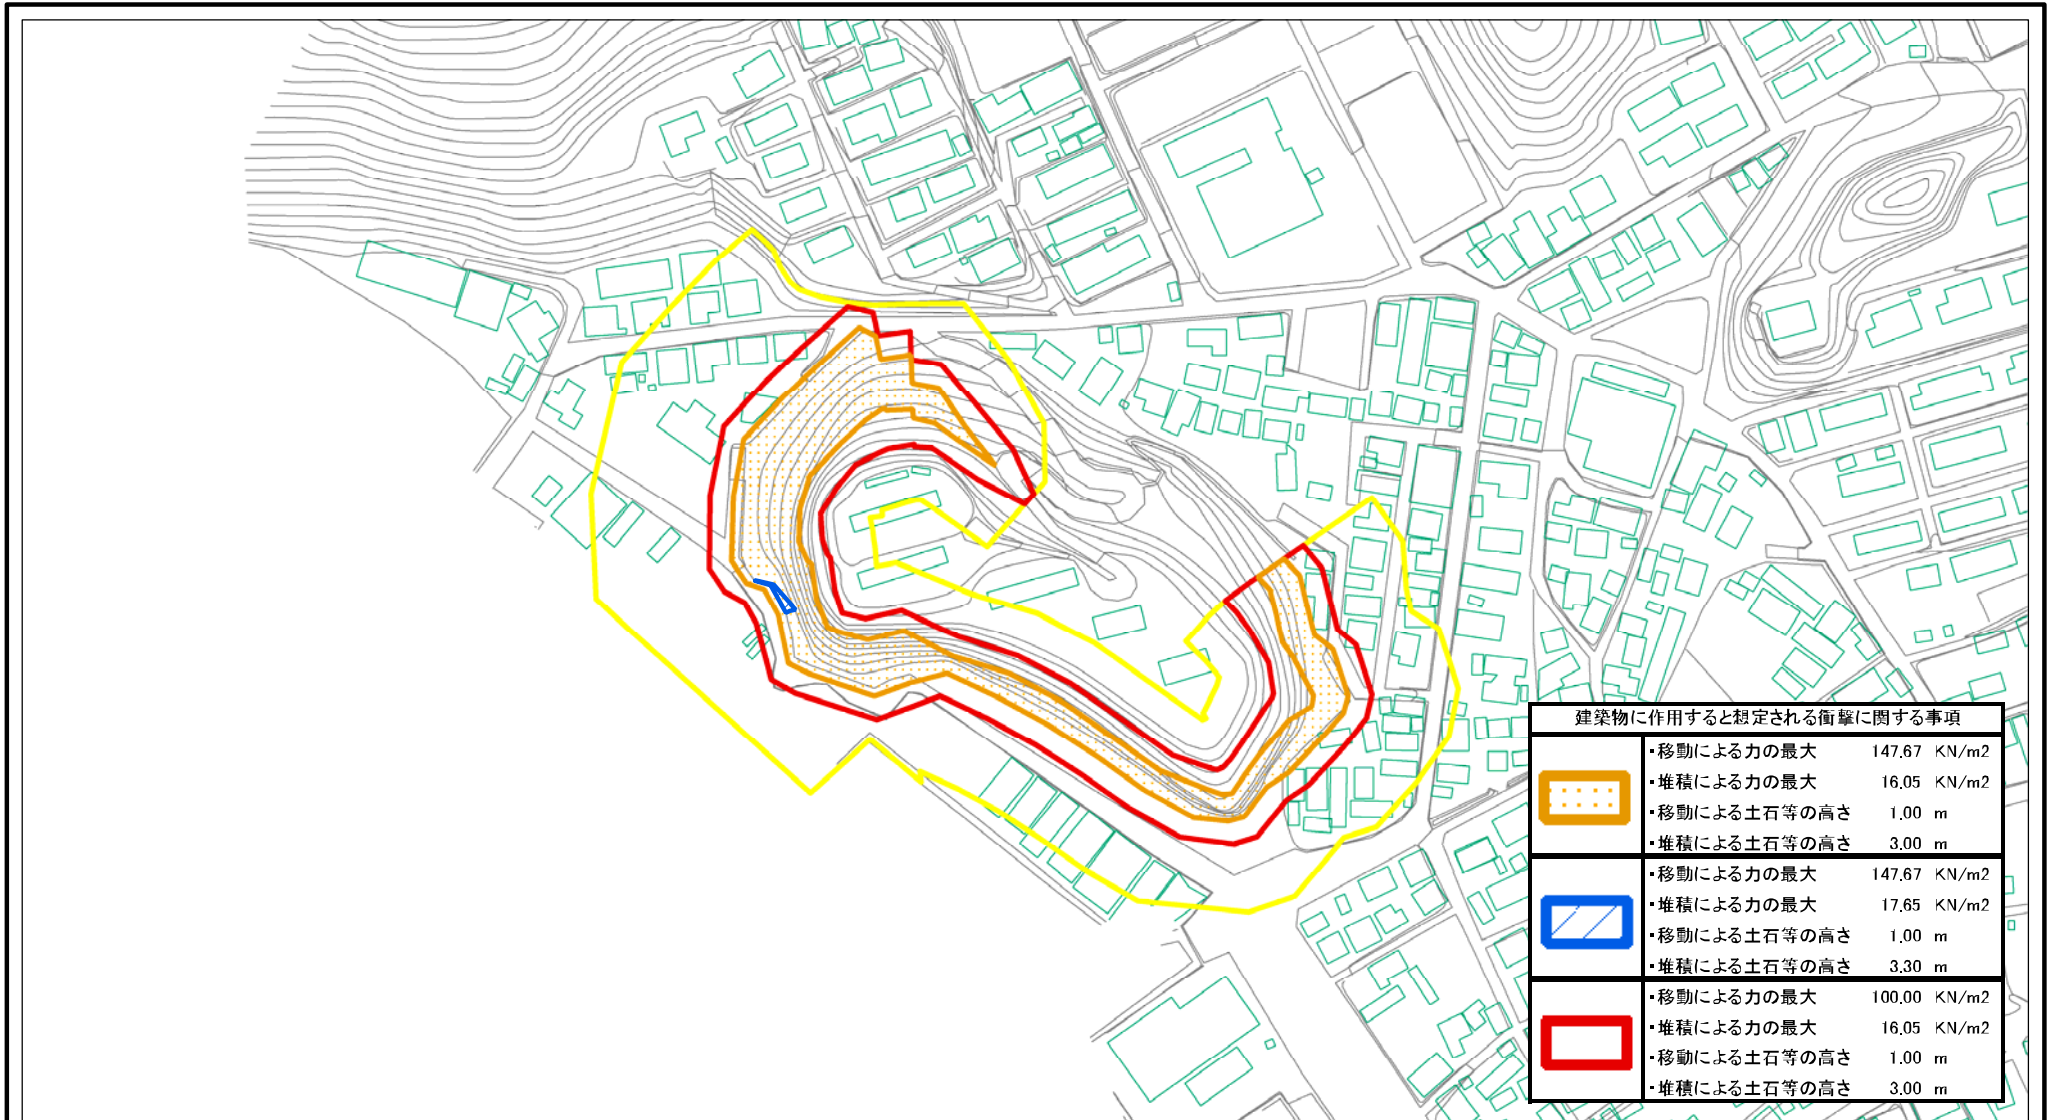 建築物に作用すると想定される衝撃に関する事項
・移動による力の最大 147.67 KN/m2
・堆積による力の最大 16.05 KN/m2
・移動による土石等の高さ 1.00 m
・堆積による土石等の高さ 3.00 m
・移動による力の最大 147.67 KN/m2
・堆積による力の最大 17.65 KN/m2
・移動による土石等の高さ 1.00 m
・堆積による土石等の高さ 3.30 m
・移動による力の最大 100.00 KN/m2
・堆積による力の最大 16.05 KN/m2
・移動による土石等の高さ 1.00 m
・堆積による土石等の高さ 3.00 m